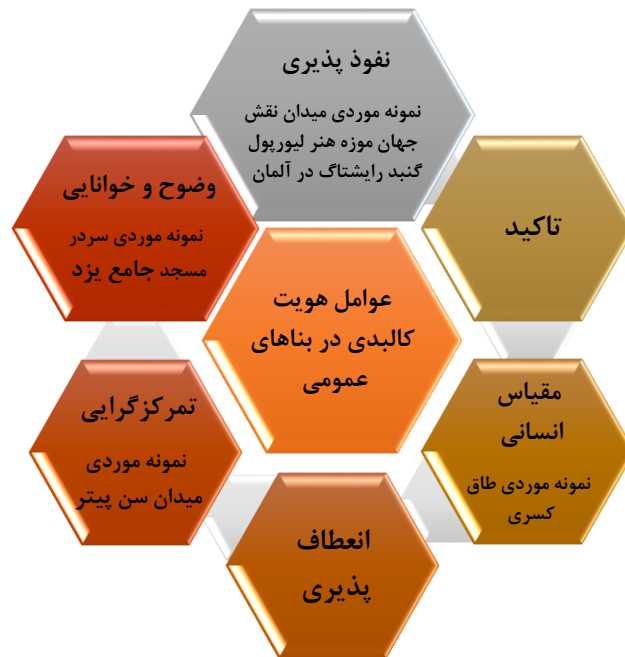 نفوذ پذیری
نمونه موردی میدان نقش
جهان موزه هنر لیورپول
گنبد رایشتاگ در آلمان
تاکید
مقیاس
انسانی
نمونه موردی طاق
کسری
انعطاف
پذیری
تمرکزگرایی
نمونه موردی
میدان سن پیتر
وضوح و خوانایی
نمونه موردی سردر
مسجد جامع یزد
عوامل هویت
کالبدی در بناهای
عمومی